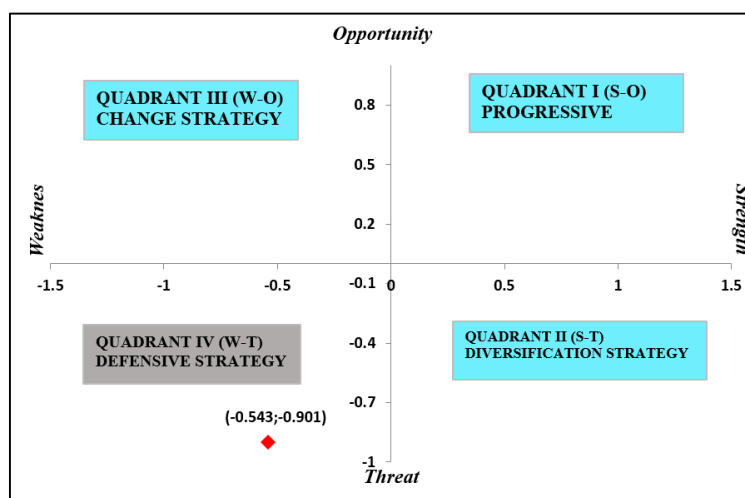 Opportunity
QUADRANT III (W-O)
CHANGE STRATEGY
QUADRANT I (S-O)
PROGRESSIVE
0.8
0.5
0.2
Weaknes
Strength
-1.5
-1
-0.5
-0.1
0
0.5
1
1.5
QUADRANT IV (W-T)
DEFENSIVE STRATEGY
QUADRANT II (S-T)
DIVERSIFICATION STRATEGY
-0.4
-0.7
(-0.543;-0.901)
-1
Threat